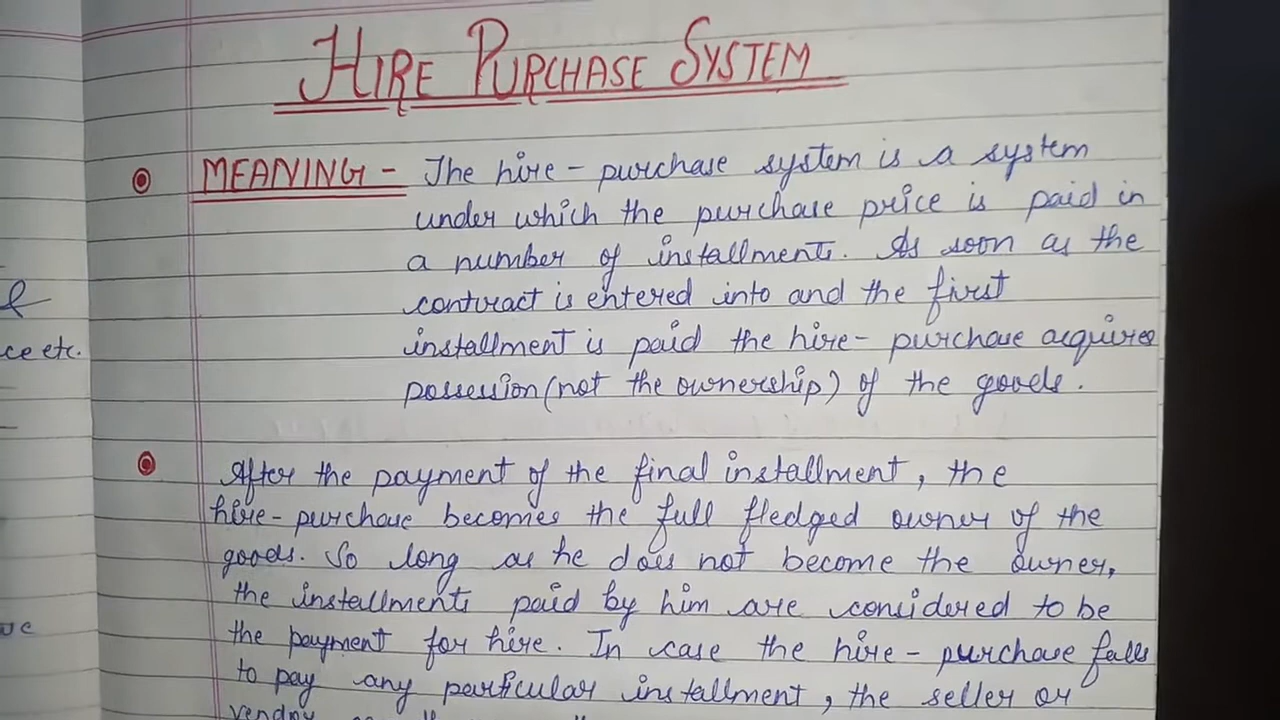 HIRE PURCHASE SYSTEM
MEANING - The hire - purchase system is a system
under which the purchase price is paid in
a number of installments. As soon as the
contract is entered into and the first
installment is paid the hire - purchase acquires
possession (not the ownership) of the goods.
After the payment of the final installment, the
hire - purchase becomes the full fledged owner of the
goods. So long as he does not become the owner,
the installments paid by him are considered to be
the payment for hire. In case the hire - purchase fails
to pay any particular installment, the seller or
vendor
ce etc.